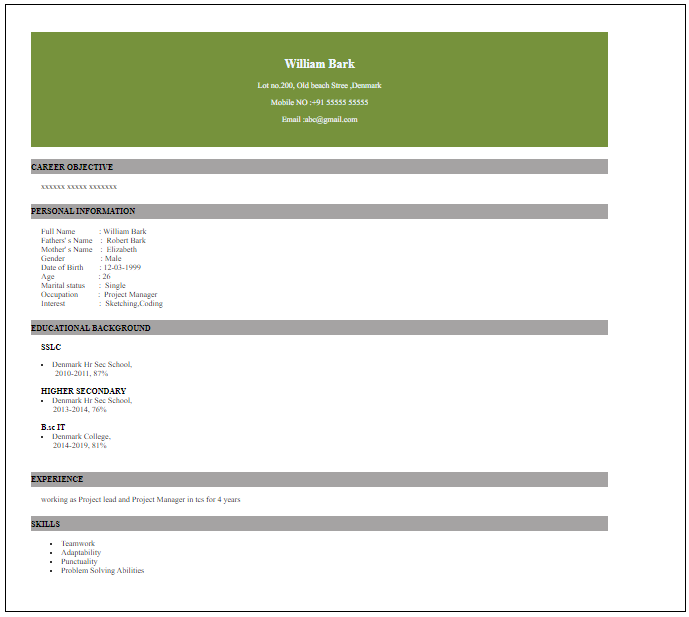 William Bark
Lot no.200, Old beach Stree ,Denmark
Mobile NO :+91 55555 55555
Email :abc@gmail.com
CAREER OBJECTIVE
xxxxxx xxxxx xxxxxxx
PERSONAL INFORMATION
Full Name : William Bark
Fathers' s Name : Robert Bark
Mother' s Name : Elizabeth
Gender : Male
Date of Birth : 12-03-1999
Age : 26
Marital status : Single
Occupation : Project Manager
Interest : Sketching,Coding
EDUCATIONAL BACKGROUND
SSLC
• Denmark Hr Sec School,
2010-2011, 87%
HIGHER SECONDARY
• Denmark Hr Sec School,
2013-2014, 76%
B.sc IT
• Denmark College,
2014-2019, 81%
EXPERIENCE
working as Project lead and Project Manager in tcs for 4 years
SKILLS
• Teamwork
• Adaptability
• Punctuality
• Problem Solving Abilities